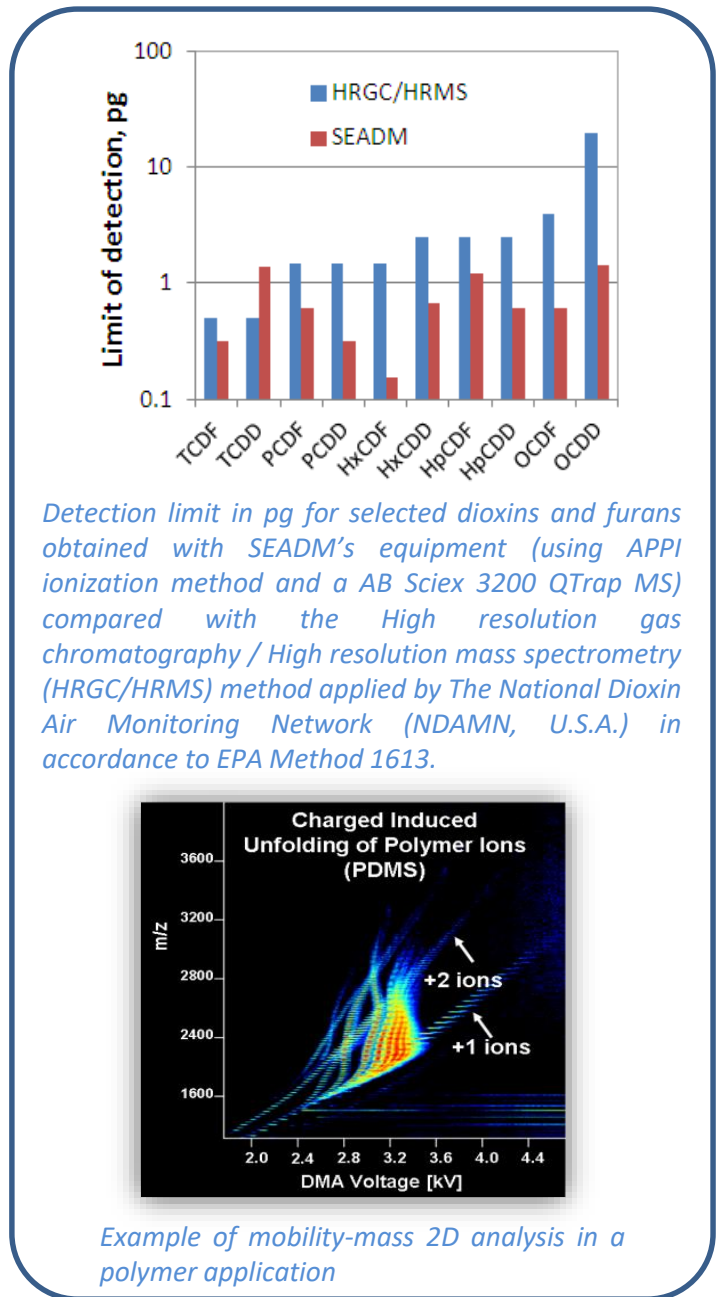 100
10
1
0.1
Limit of detection, pg
HRGC/HRMS
SEADM
TCDF
TCDD
PCDF
PCDD
HxCDF
HxCDD
HpCDF
HpCDD
OCDF
OCDD
Detection limit in pg for selected dioxins and furans
obtained with SEADM's equipment (using APPI
ionization method and a AB Sciex 3200 QTrap MS)
compared with the High resolution gas
chromatography / High resolution mass spectrometry
(HRGC/HRMS) method applied by The National Dioxin
Air Monitoring Network (NDAMN, U.S.A.) in
accordance to EPA Method 1613.
Charged Induced
Unfolding of Polymer Ions
(PDMS)
3600
3200
2800
2400
1600
m/z
+2 ions
+1 ions
2.0 2.4 2.8 3.2 3.6 4.0 4.4
DMA Voltage [kV]
Example of mobility-mass 2D analysis in a
polymer application